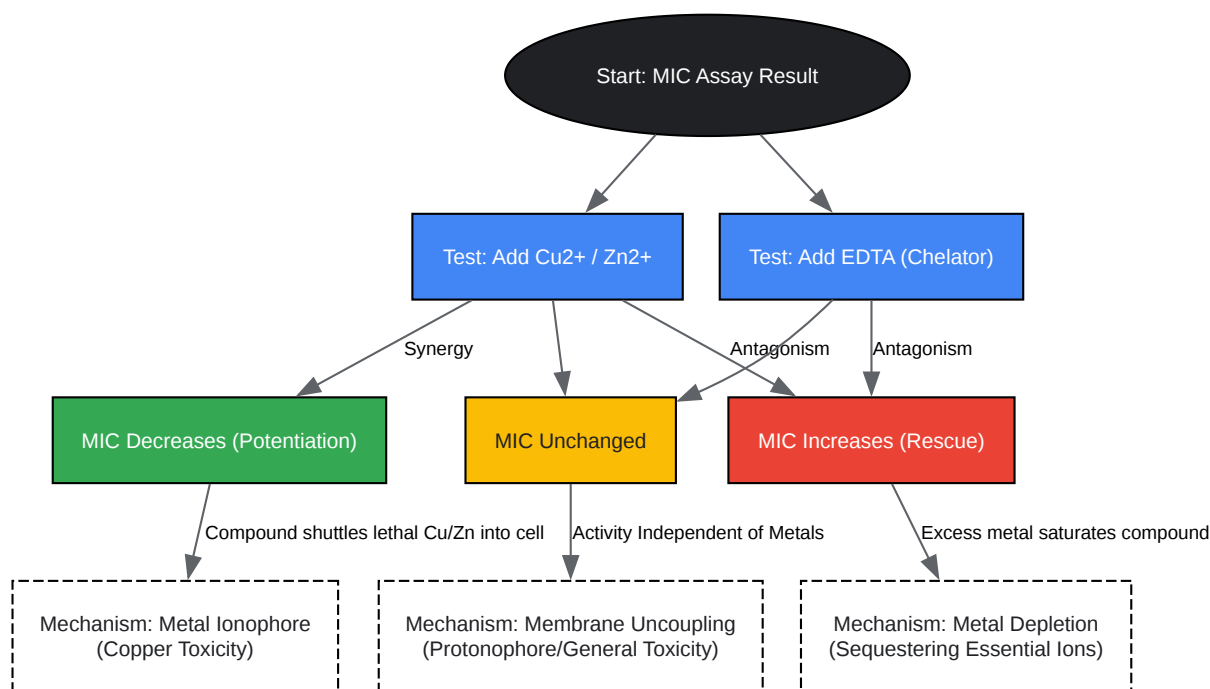 Start: MIC Assay Result
Test: Add Cu2+ / Zn2+
Test: Add EDTA (Chelator)
Synergy
Antagonism
Antagonism
MIC Decreases (Potentiation)
MIC Unchanged
MIC Increases (Rescue)
Compound shuttles lethal Cu/Zn into cell
Activity Independent of Metals
Excess metal saturates compound
Mechanism: Metal Ionophore
(Copper Toxicity)
Mechanism: Membrane Uncoupling
(Protonophore/General Toxicity)
Mechanism: Metal Depletion
(Sequestering Essential Ions)